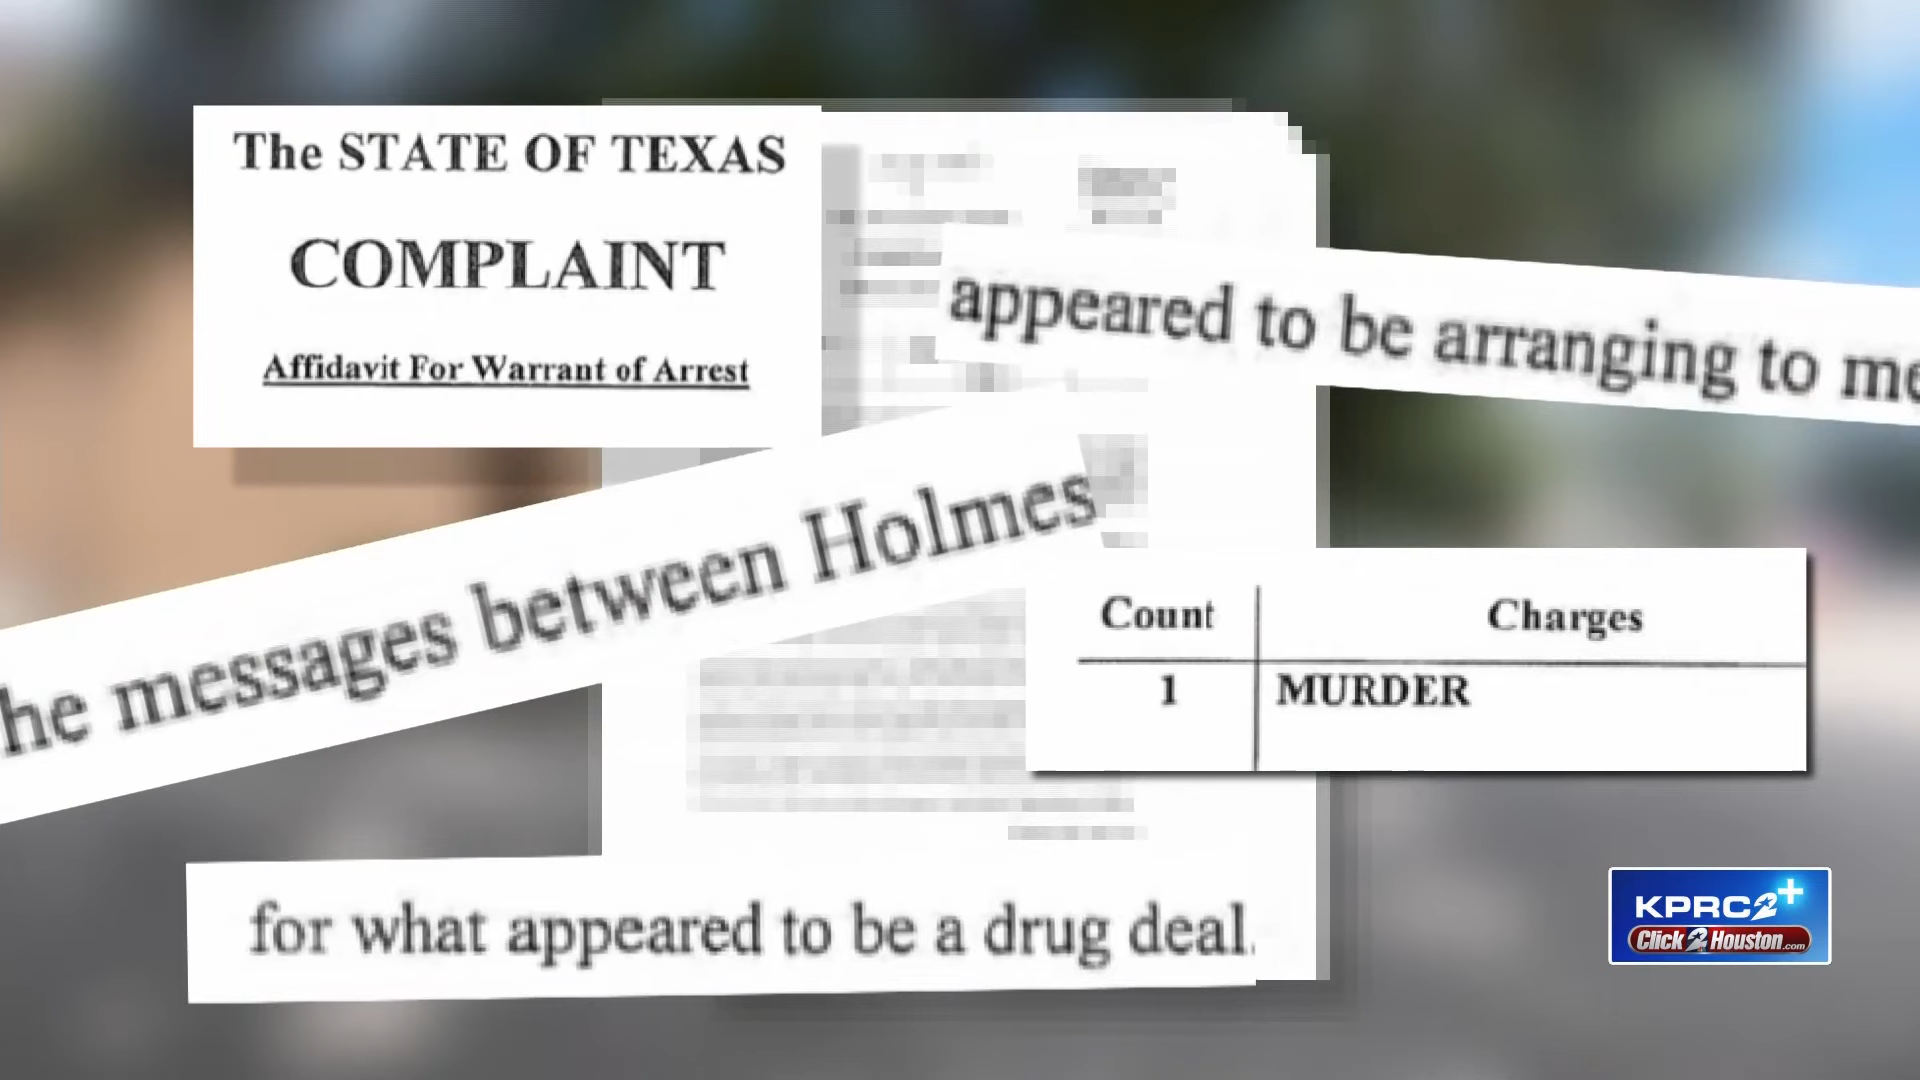 The STATE OF TEXAS
COMPLAINT
Affidavit For Warrant of Arrest
appeared to be arranging to me
he messages between Holmes
Count Charges
1 MURDER
for what appeared to be a drug deal.
KPRC2+
Click2Houston.com